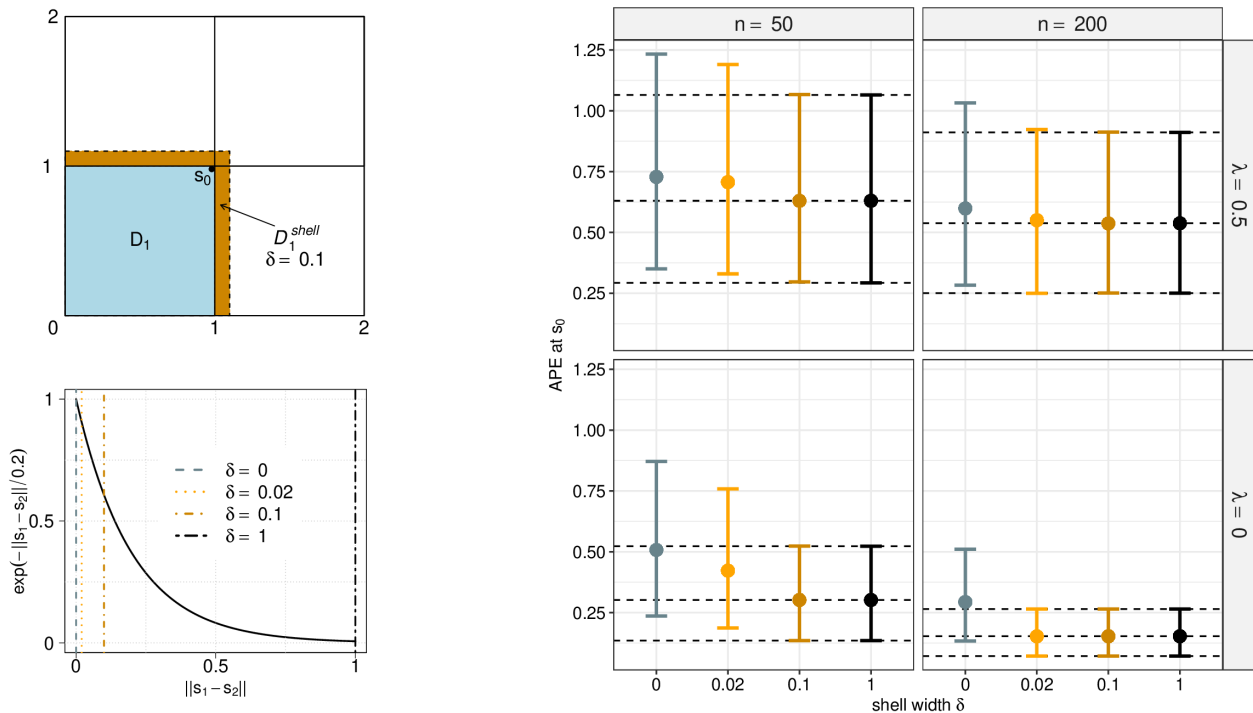 2
1
s₀
D₁
D₁ˢʰᵉˡˡ
δ = 0.1
0
1
2
exp(−||s₁ − s₂||/0.2)
1
0.5
0
δ = 0
δ = 0.02
δ = 0.1
δ = 1
0
0.5
1
||s₁ − s₂||
n = 50
n = 200
APE at s₀
1.25
1.00
0.75
0.50
0.25
λ = 0.5
1.25
1.00
0.75
0.50
0.25
λ = 0
0
0.02
0.1
1
0
0.02
0.1
1
shell width δ